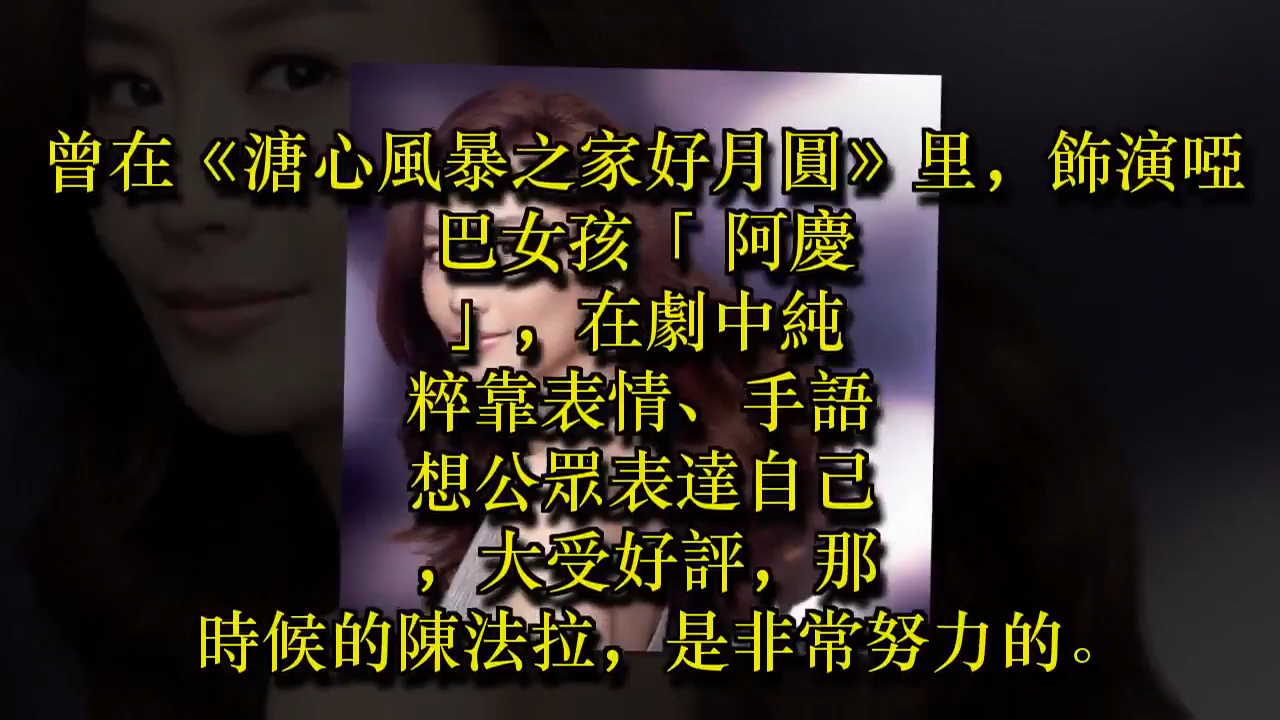 曾在《溏心風暴之家好月圓》里，飾演啞
巴女孩「 阿慶
」，在劇中純
粹靠表情、手語
想公眾表達自己
，大受好評，那
時候的陳法拉，是非常努力的。